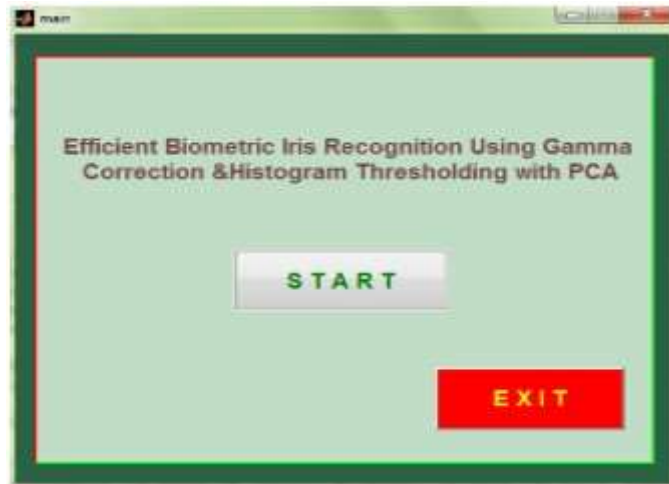 main
Efficient Biometric Iris Recognition Using Gamma
Correction &Histogram Thresholding with PCA
START
EXIT